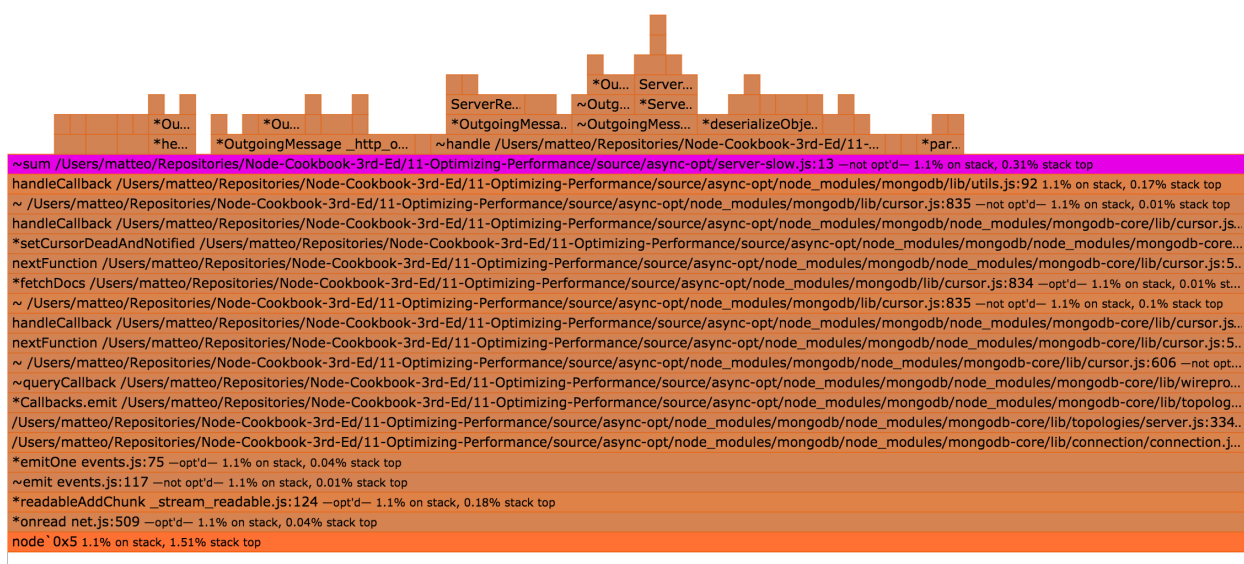 *Ou... Server...
ServerRe... ~Outg... *Serve..
*Ou... *Ou... *OutgoingMessa.. ~OutgoingMess... *deserializeObje..
*he... *OutgoingMessage _http_o... ~handle /Users/matteo/Repositories/Node-Cookbook-3rd-Ed/11-... *par...
~sum /Users/matteo/Repositories/Node-Cookbook-3rd-Ed/11-Optimizing-Performance/source/async-opt/server-slow.js:13 —not opt'd— 1.1% on stack, 0.31% stack top
handleCallback /Users/matteo/Repositories/Node-Cookbook-3rd-Ed/11-Optimizing-Performance/source/async-opt/node_modules/mongodb/lib/utils.js:92 1.1% on stack, 0.17% stack top
~ /Users/matteo/Repositories/Node-Cookbook-3rd-Ed/11-Optimizing-Performance/source/async-opt/node_modules/mongodb/lib/cursor.js:835 —not opt'd— 1.1% on stack, 0.01% stack top
handleCallback /Users/matteo/Repositories/Node-Cookbook-3rd-Ed/11-Optimizing-Performance/source/async-opt/node_modules/mongodb/node_modules/mongodb-core/lib/cursor.js...
*setCursorDeadAndNotified /Users/matteo/Repositories/Node-Cookbook-3rd-Ed/11-Optimizing-Performance/source/async-opt/node_modules/mongodb/node_modules/mongodb-core...
nextFunction /Users/matteo/Repositories/Node-Cookbook-3rd-Ed/11-Optimizing-Performance/source/async-opt/node_modules/mongodb/node_modules/mongodb-core/lib/cursor.js:5..
*fetchDocs /Users/matteo/Repositories/Node-Cookbook-3rd-Ed/11-Optimizing-Performance/source/async-opt/node_modules/mongodb/lib/cursor.js:834 —opt'd— 1.1% on stack, 0.01% st...
~ /Users/matteo/Repositories/Node-Cookbook-3rd-Ed/11-Optimizing-Performance/source/async-opt/node_modules/mongodb/lib/cursor.js:835 —not opt'd— 1.1% on stack, 0.1% stack top
handleCallback /Users/matteo/Repositories/Node-Cookbook-3rd-Ed/11-Optimizing-Performance/source/async-opt/node_modules/mongodb/node_modules/mongodb-core/lib/cursor.js...
nextFunction /Users/matteo/Repositories/Node-Cookbook-3rd-Ed/11-Optimizing-Performance/source/async-opt/node_modules/mongodb/node_modules/mongodb-core/lib/cursor.js:5..
~ /Users/matteo/Repositories/Node-Cookbook-3rd-Ed/11-Optimizing-Performance/source/async-opt/node_modules/mongodb/node_modules/mongodb-core/lib/cursor.js:606 —not opt...
~queryCallback /Users/matteo/Repositories/Node-Cookbook-3rd-Ed/11-Optimizing-Performance/source/async-opt/node_modules/mongodb/node_modules/mongodb-core/lib/wirepro...
*Callbacks.emit /Users/matteo/Repositories/Node-Cookbook-3rd-Ed/11-Optimizing-Performance/source/async-opt/node_modules/mongodb/node_modules/mongodb-core/lib/topolog...
/Users/matteo/Repositories/Node-Cookbook-3rd-Ed/11-Optimizing-Performance/source/async-opt/node_modules/mongodb/node_modules/mongodb-core/lib/topologies/server.js:334...
/Users/matteo/Repositories/Node-Cookbook-3rd-Ed/11-Optimizing-Performance/source/async-opt/node_modules/mongodb/node_modules/mongodb-core/lib/connection/connection.j...
*emitOne events.js:75 —opt'd— 1.1% on stack, 0.04% stack top
~emit events.js:117 —not opt'd— 1.1% on stack, 0.01% stack top
*readableAddChunk _stream_readable.js:124 —opt'd— 1.1% on stack, 0.18% stack top
*onread net.js:509 —opt'd— 1.1% on stack, 0.04% stack top
node`0x5 1.1% on stack, 1.51% stack top